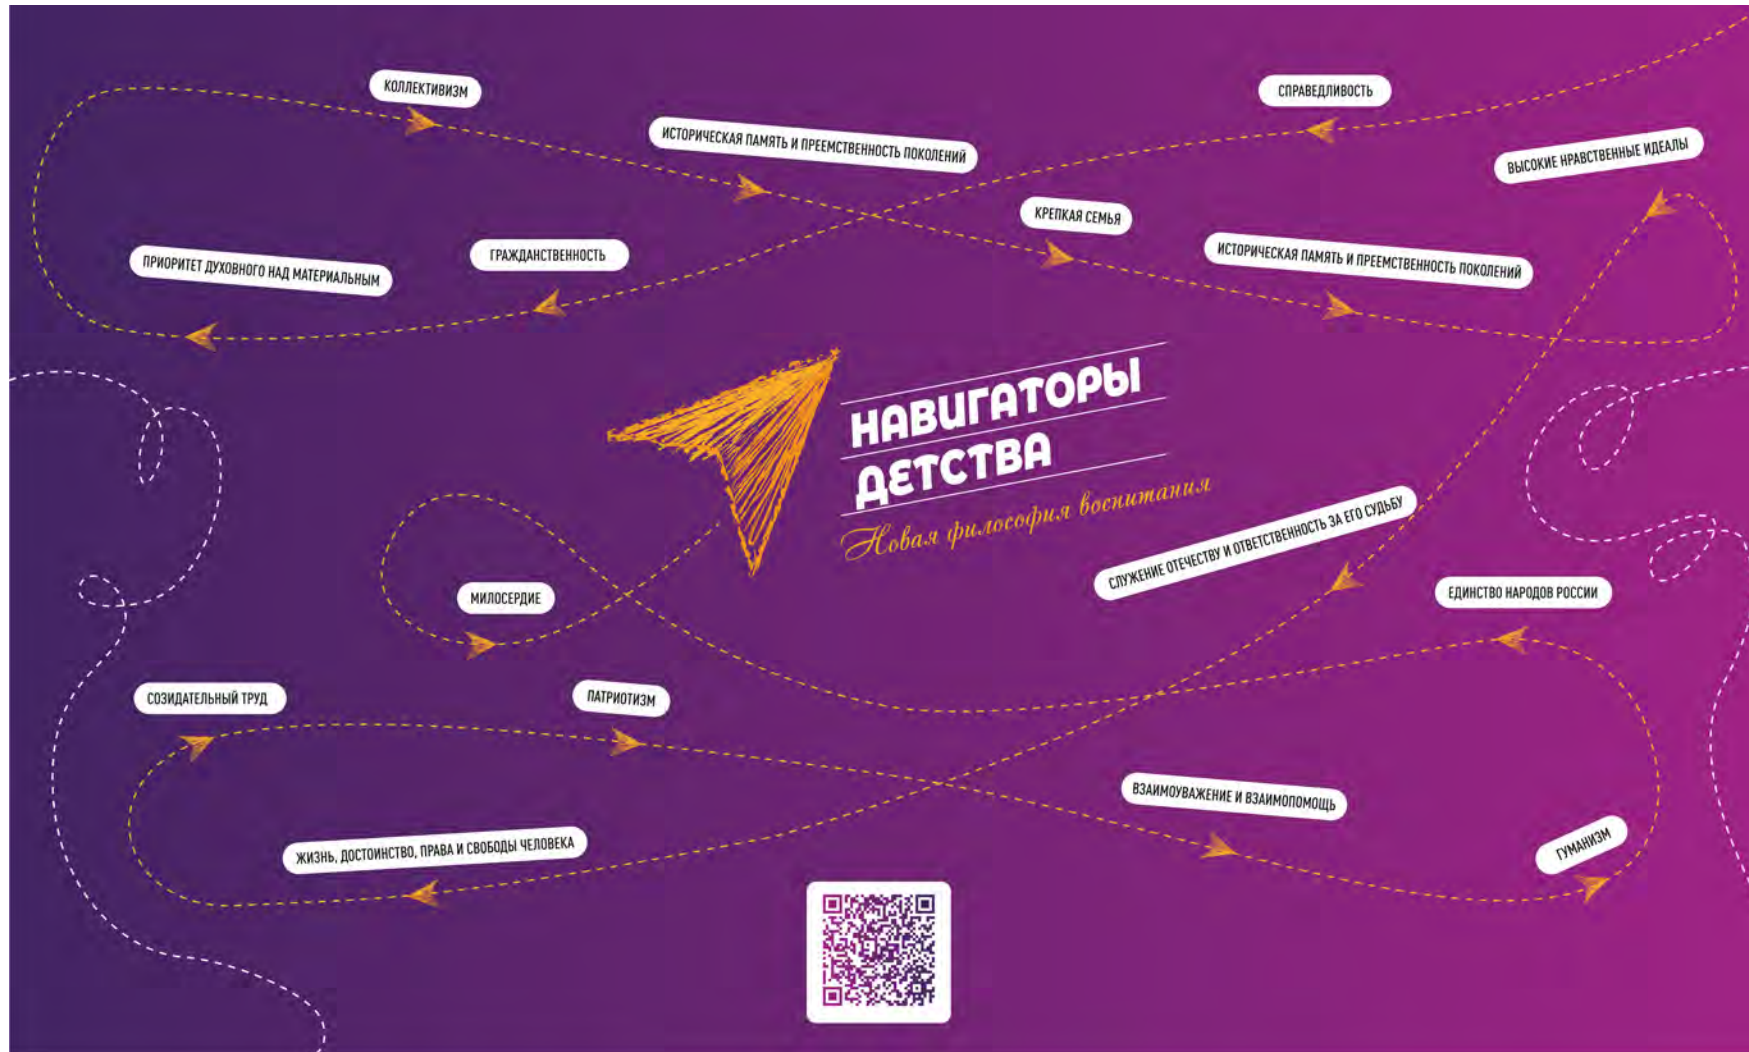 КОЛЛЕКТИВИЗМ
СПРАВЕДЛИВОСТЬ
ИСТОРИЧЕСКАЯ ПАМЯТЬ И ПРЕЕМСТВЕННОСТЬ ПОКОЛЕНИЙ
ВЫСОКИЕ НРАВСТВЕННЫЕ ИДЕАЛЫ
КРЕПКАЯ СЕМЬЯ
ПРИОРИТЕТ ДУХОВНОГО НАД МАТЕРИАЛЬНЫМ
ГРАЖДАНСТВЕННОСТЬ
ИСТОРИЧЕСКАЯ ПАМЯТЬ И ПРЕЕМСТВЕННОСТЬ ПОКОЛЕНИЙ
НАВИГАТОРЫ
ДЕТСТВА
Новая философия воспитания
СЛУЖЕНИЕ ОТЕЧЕСТВУ И ОТВЕТСТВЕННОСТЬ ЗА ЕГО СУДЬБУ
МИЛОСЕРДИЕ
ЕДИНСТВО НАРОДОВ РОССИИ
СОЗИДАТЕЛЬНЫЙ ТРУД
ПАТРИОТИЗМ
ВЗАИМОУВАЖЕНИЕ И ВЗАИМОПОМОЩЬ
ЖИЗНЬ, ДОСТОИНСТВО, ПРАВА И СВОБОДЫ ЧЕЛОВЕКА
ГУМАНИЗМ